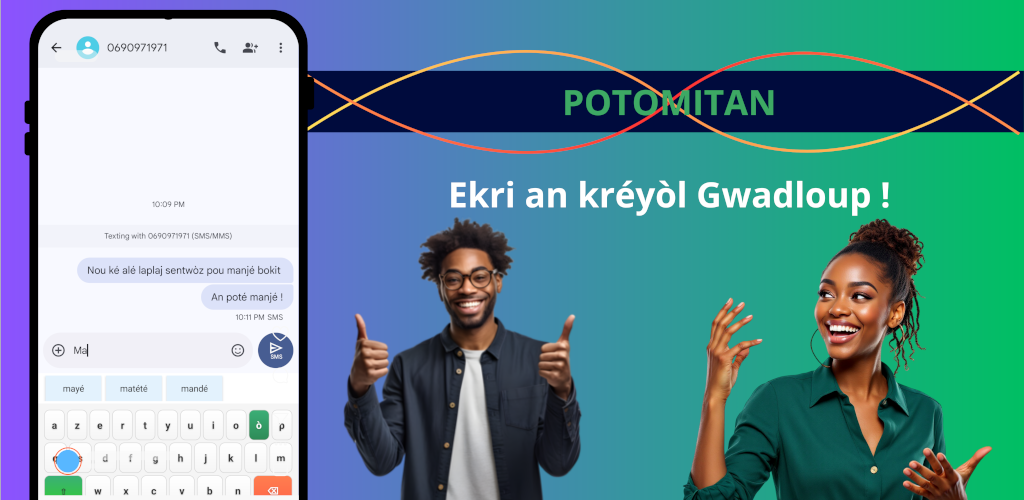 0690971971
10:09 PM
Texting with 0690971971 (SMS/MMS)
Nou ké alé laplaj sentwòz pou manjé bokit
An poté manjé !
10:11 PM SMS
Ma
SMS
mayé matété mandé
a z e r t y u i o ò p
d f g h j k l m
w x c v b n
POTOMITAN
Ekri an kréyòl Gwadloup !